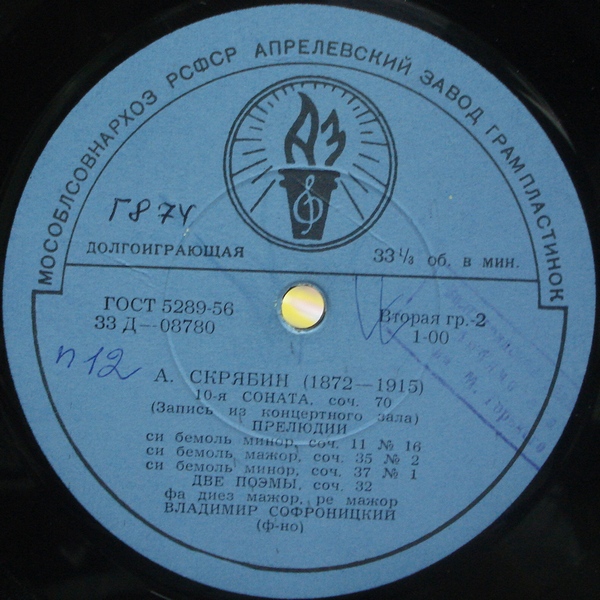 МОСОБЛСОВНАРХОЗ РСФСР АПРЕЛЕВСКИЙ ЗАВОД ГРАМПЛАСТИНОК
АЗ
Г874
ДОЛГОИГРАЮЩАЯ
33⅓ об. в мин.
ГОСТ 5289-56
33 Д—08780
Вторая гр.-2
1-00
п12
А. СКРЯБИН (1872—1915)
10-я СОНАТА, соч. 70
(Запись из концертного зала)
ПРЕЛЮДИИ
си бемоль минор, соч. 11 № 16
си бемоль мажор, соч. 35 № 2
си бемоль минор, соч. 37 № 1
ДВЕ ПОЭМЫ, соч. 32
фа диез мажор, ре мажор
ВЛАДИМИР СОФРОНИЦКИЙ
(ф-но)